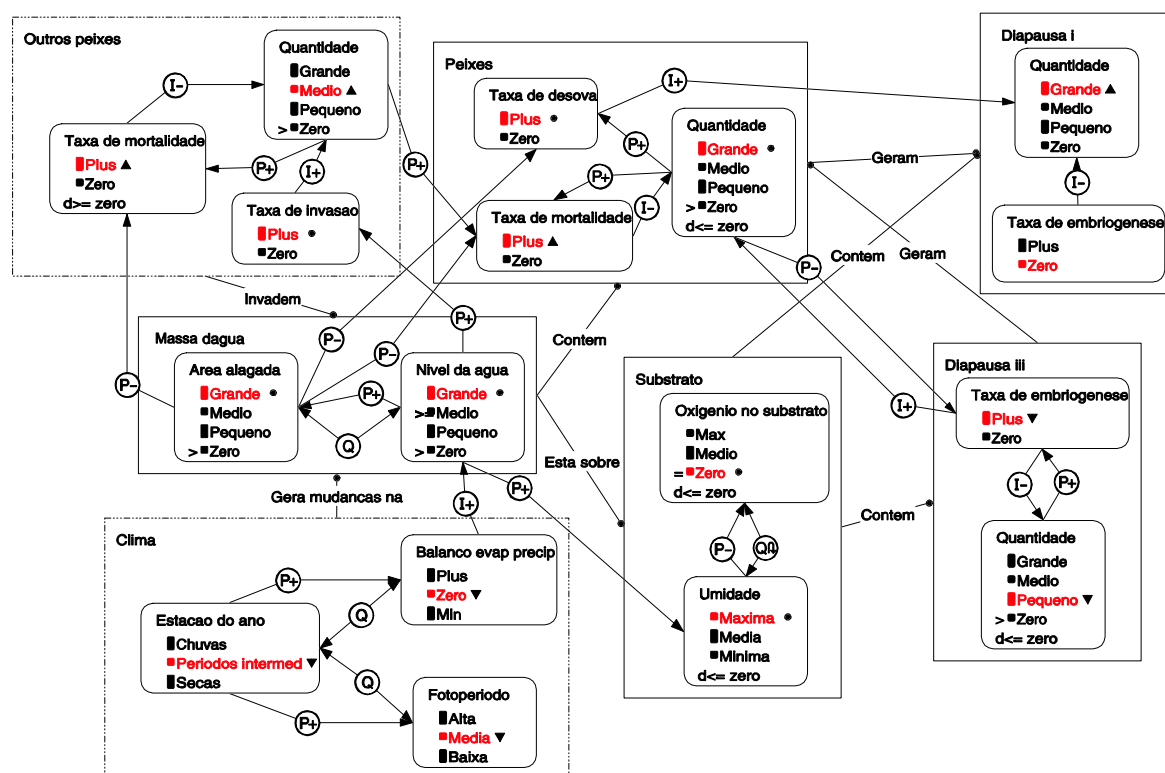 Outros peixes
Quantidade
Grande
Medio
Pequeno
> Zero
I-
Taxa de mortalidade
Plus
Zero
d>= zero
P+
I+
Taxa de invasao
Plus
Zero
P+
Peixes
Taxa de desova
Plus
Zero
I+
Quantidade
Grande
Medio
Pequeno
> Zero
d<= zero
P+
P+
I-
Taxa de mortalidade
Plus
Zero
Diapausa i
Quantidade
Grande
Medio
Pequeno
Zero
I-
Taxa de embriogenese
Plus
Zero
Geram
Contem
Geram
P-
Invadem
P+
P-
P-
P-
Contem
Massa dagua
Area alagada
Grande
Medio
Pequeno
> Zero
P+
Q
Nivel da agua
Grande
>= Medio
Pequeno
> Zero
Esta sobre
P+
I+
Gera mudancas na
Substrato
Oxigenio no substrato
Max
Medio
= Zero
d<= zero
P-
Q
Umidade
Maxima
Media
Minima
d<= zero
Contem
I+
Diapausa iii
Taxa de embriogenese
Plus
Zero
I-
P+
Quantidade
Grande
Medio
Pequeno
> Zero
d<= zero
Clima
Balanco evap precip
Plus
Zero
Min
P+
Q
Estacao do ano
Chuvas
Periodos intermed
Secas
Q
P+
Fotoperiodo
Alta
Media
Baixa